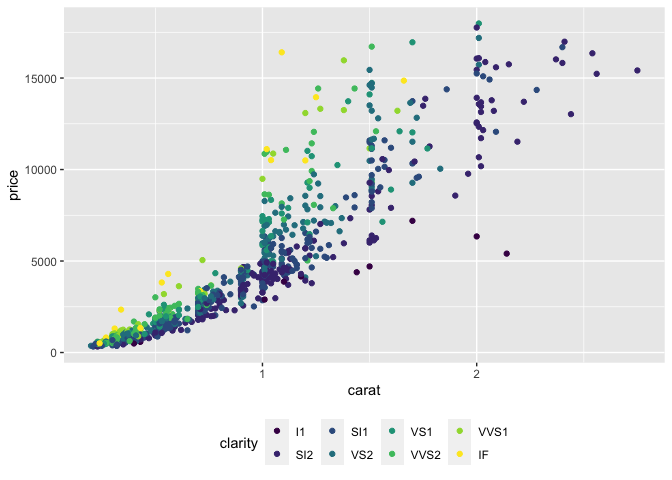 15000
10000
5000
0
price
1 2
carat
clarity
I1 SI1 VS1 VVS1
SI2 VS2 VVS2 IF